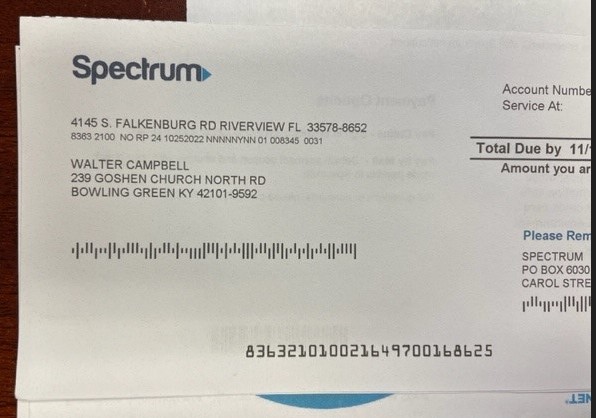 Spectrum
4145 S. FALKENBURG RD RIVERVIEW FL 33578-8652
8363 2100 NO RP 24 10252022 NNNNNYNN 01 008345 0031
WALTER CAMPBELL
239 GOSHEN CHURCH NORTH RD
BOWLING GREEN KY 42101-9592
Account Numbe
Service At:
Total Due by 11/
Amount you ar
Please Rem
SPECTRUM
PO BOX 6030
CAROL STRE
836321010021649700168625